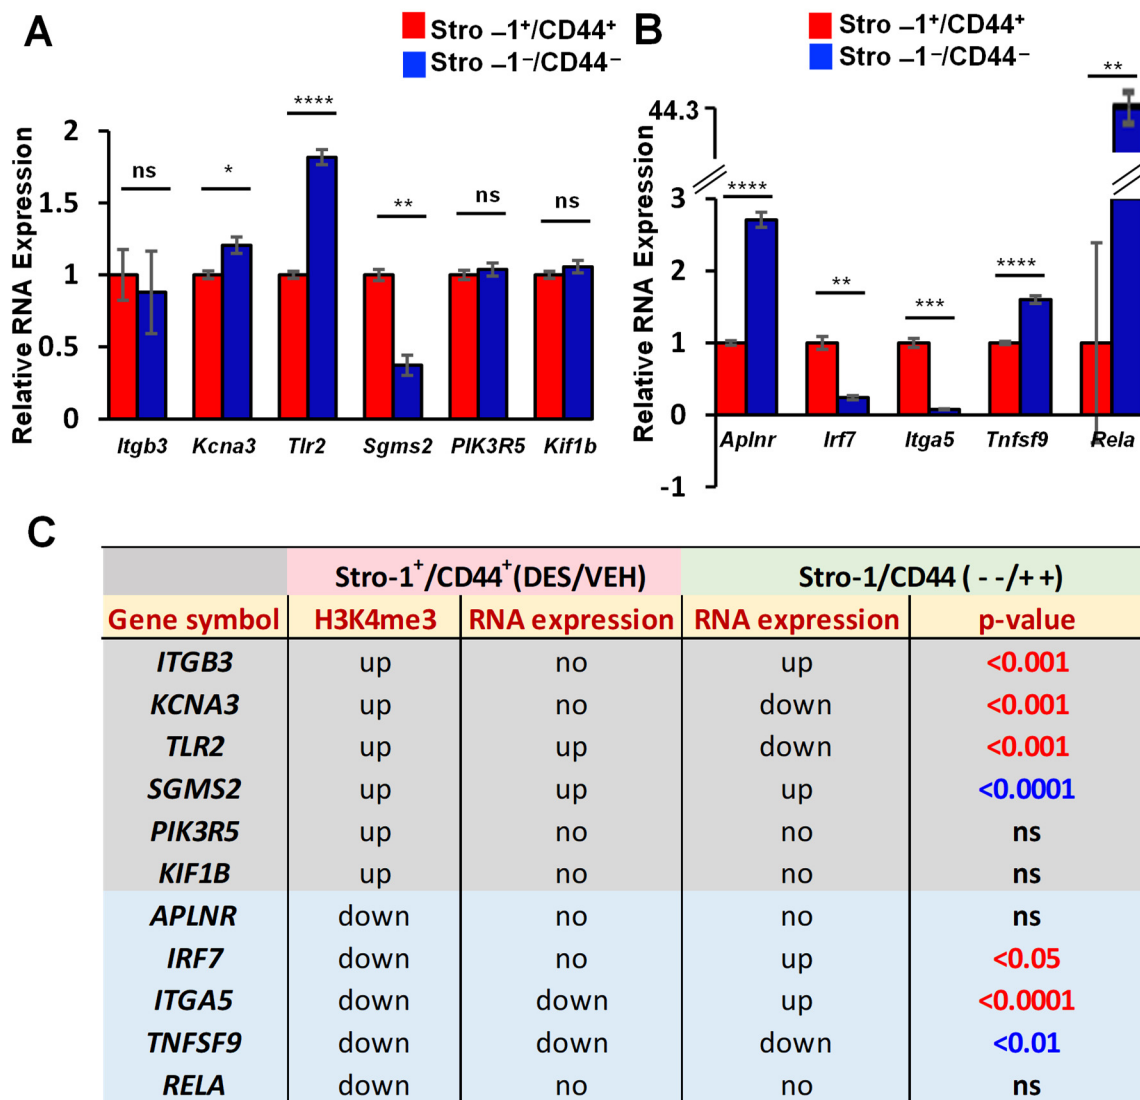 A
Stro –1⁺/CD44⁺
Stro –1⁻/CD44⁻
Relative RNA Expression
2
1.5
1
0.5
0
ns
*
****
**
ns
ns
Itgb3 Kcna3 Tlr2 Sgms2 PIK3R5 Kif1b
B
Stro –1⁺/CD44⁺
Stro –1⁻/CD44⁻
Relative RNA Expression
44.3
3
2
1
0
-1
****
**
***
****
**
Aplnr Irf7 Itga5 Tnfsf9 Rela
C
Stro-1⁺/CD44⁺(DES/VEH) Stro-1/CD44 ( - -/+ +)
Gene symbol H3K4me3 RNA expression RNA expression p-value
ITGB3 up no up <0.001
KCNA3 up no down <0.001
TLR2 up up down <0.001
SGMS2 up up up <0.0001
PIK3R5 up no no ns
KIF1B up no no ns
APLNR down no no ns
IRF7 down no up <0.05
ITGA5 down down up <0.0001
TNFSF9 down down down <0.01
RELA down no no ns